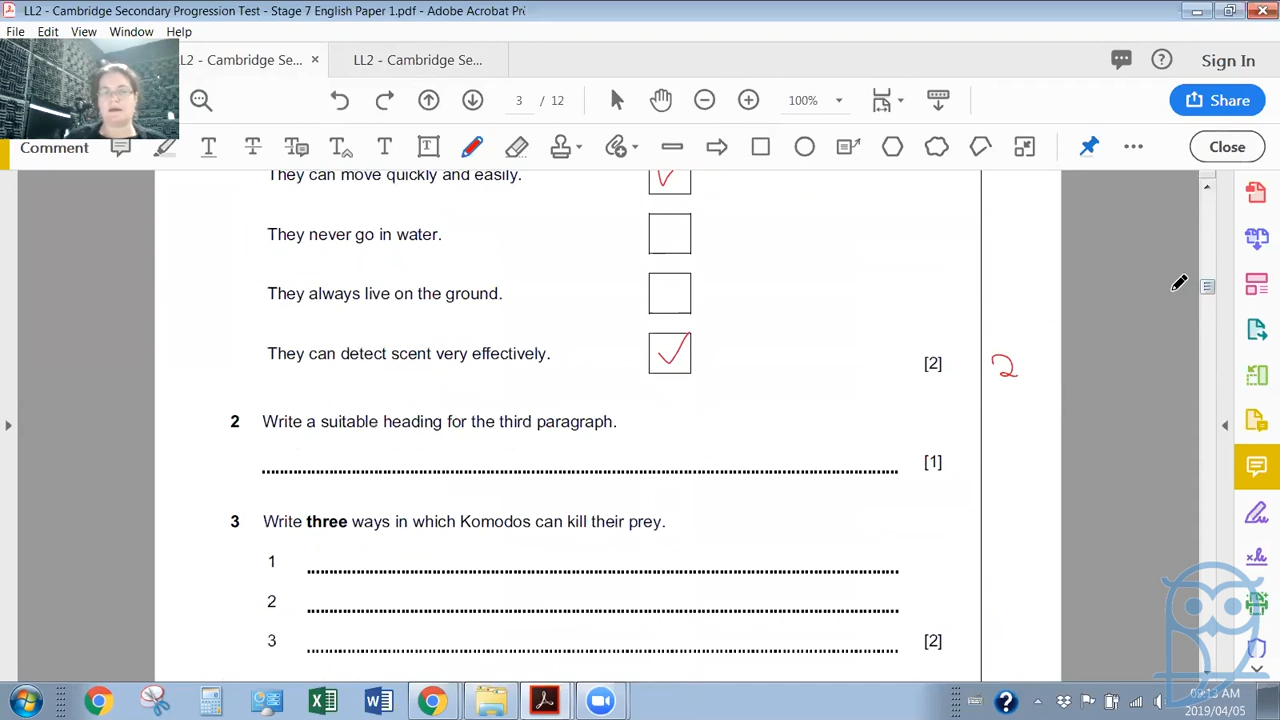 LL2 - Cambridge Secondary Progression Test - Stage 7 English Paper 1.pdf - Adobe Acrobat Pr
File Edit View Window Help
LL2 - Cambridge Se... × LL2 - Cambridge Se...
Sign In
3 / 12
100%
Share
Comment
Close
They can move quickly and easily.
They never go in water.
They always live on the ground.
They can detect scent very effectively.
[2] 2
2 Write a suitable heading for the third paragraph.
[1]
3 Write three ways in which Komodos can kill their prey.
1
2
3 [2]
09:13 AM
2019/04/05